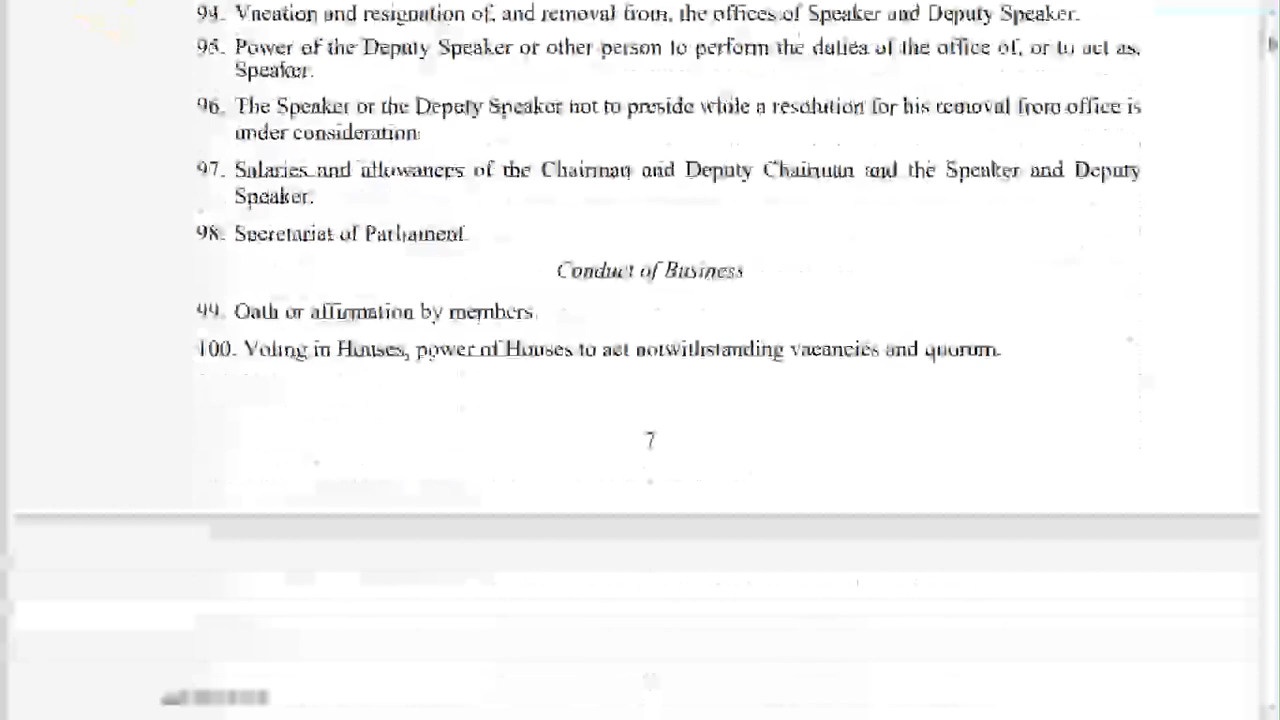 94. Vacation and resignation of, and removal from, the offices of Speaker and Deputy Speaker.
95. Power of the Deputy Speaker or other person to perform the duties of the office of, or to act as,
Speaker.
96. The Speaker or the Deputy Speaker not to preside while a resolution for his removal from office is
under consideration.
97. Salaries and allowances of the Chairman and Deputy Chairman and the Speaker and Deputy
Speaker.
98. Secretariat of Parliament.
Conduct of Business
99. Oath or affirmation by members.
100. Voting in Houses, power of Houses to act notwithstanding vacancies and quorum.
7